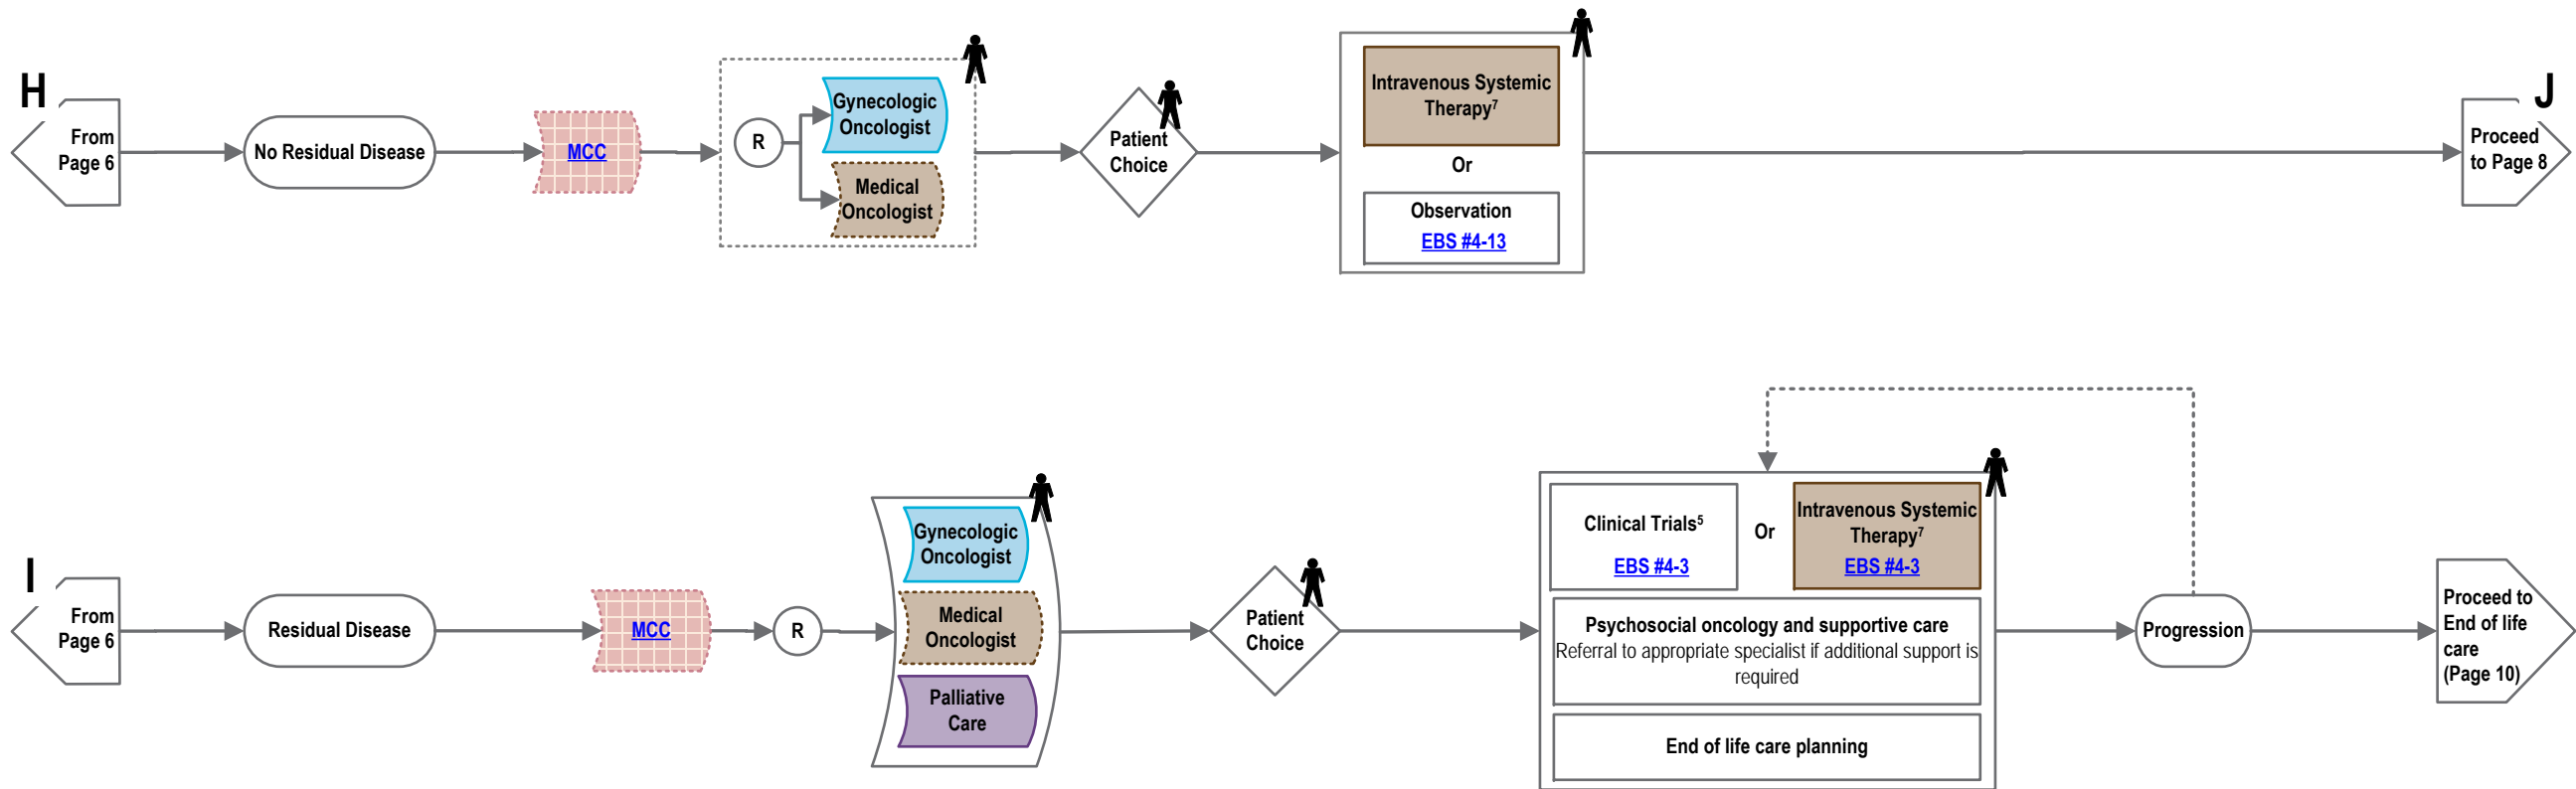 H
From
Page 6
No Residual Disease
MCC
R
Gynecologic
Oncologist
Medical
Oncologist
Patient
Choice
Intravenous Systemic
Therapy7
Or
Observation
EBS #4-13
J
Proceed
to Page 8
I
From
Page 6
Residual Disease
MCC
R
Gynecologic
Oncologist
Medical
Oncologist
Palliative
Care
Patient
Choice
Clinical Trials5
EBS #4-3
Or
Intravenous Systemic
Therapy7
EBS #4-3
Psychosocial oncology and supportive care
Referral to appropriate specialist if additional support is
required
End of life care planning
Progression
Proceed to
End of life
care
(Page 10)